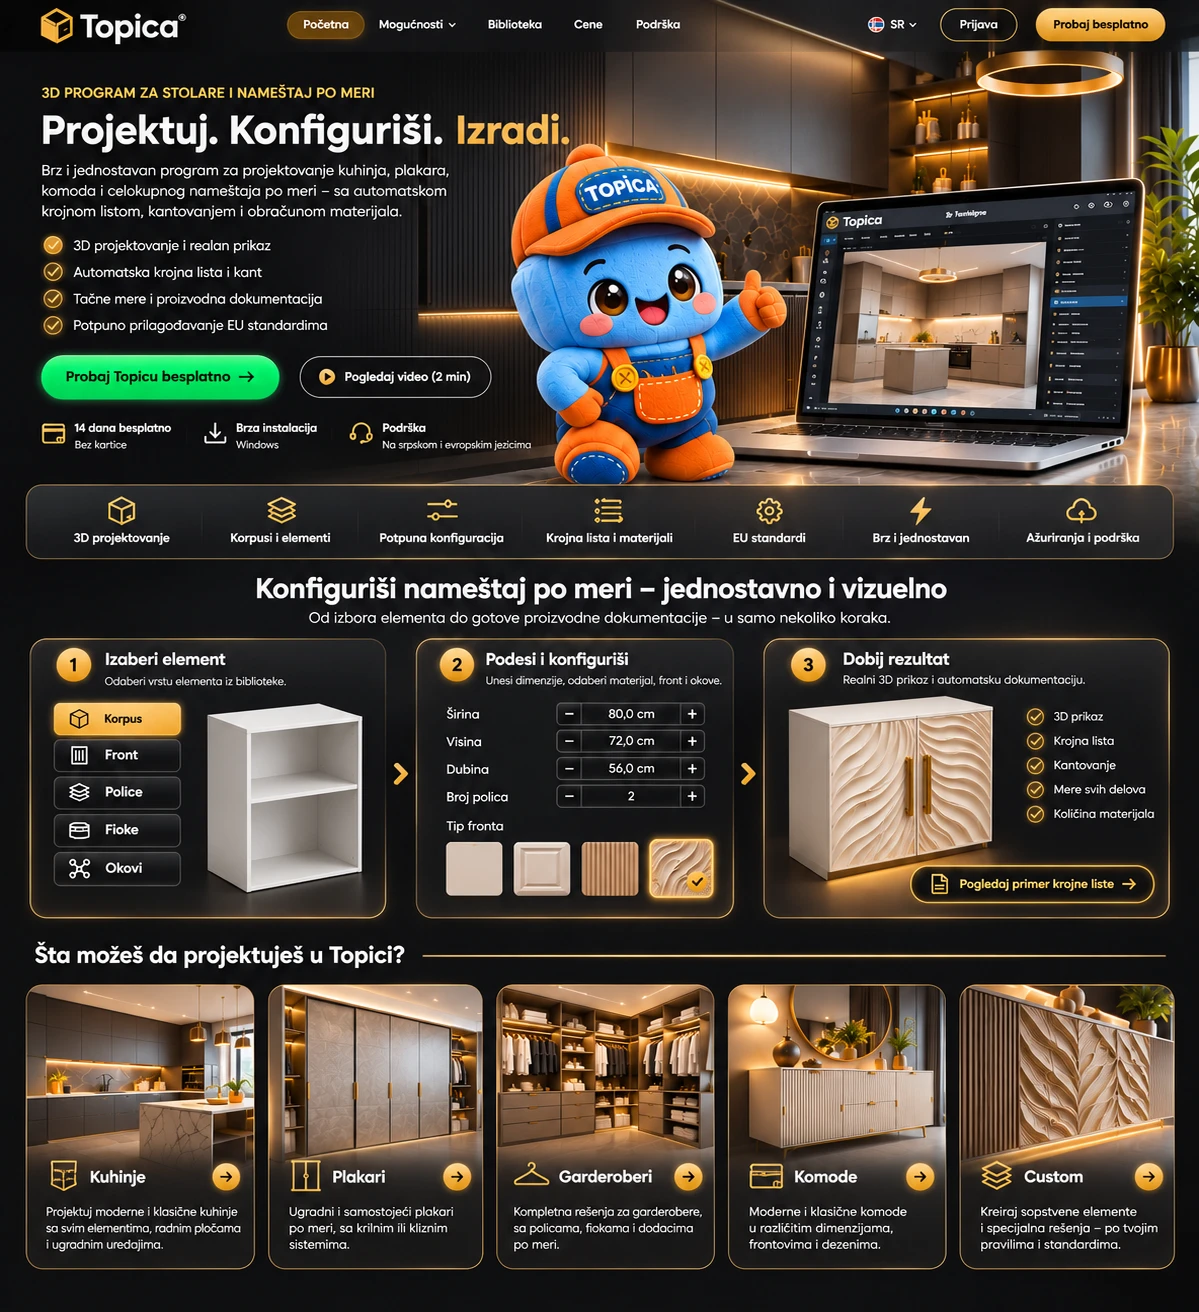 Topica®
Početna
Mogućnosti
Biblioteka
Cene
Podrška
SR
Prijava
Probaj besplatno
3D PROGRAM ZA STOLARE I NAMEŠTAJ PO MERI
Projektuj. Konfiguriši. Izradi.
Brz i jednostavan program za projektovanje kuhinja, plakara,
komoda i celokupnog nameštaja po meri – sa automatskom
krojnom listom, kantovanjem i obračunom materijala.
3D projektovanje i realan prikaz
Automatska krojna lista i kant
Tačne mere i proizvodna dokumentacija
Potpuno prilagođavanje EU standardima
Probaj Topicu besplatno
Pogledaj video (2 min)
14 dana besplatno
Bez kartice
Brza instalacija
Windows
Podrška
Na srpskom i evropskim jezicima
TOPICA
Topica
3D projektovanje
Korpusi i elementi
Potpuna konfiguracija
Krojna lista i materijali
EU standardi
Brz i jednostavan
Ažuriranja i podrška
Konfiguriši nameštaj po meri – jednostavno i vizuelno
Od izbora elementa do gotove proizvodne dokumentacije – u samo nekoliko koraka.
1
Izaberi element
Odaberi vrstu elementa iz biblioteke.
Korpus
Front
Police
Fioke
Okovi
2
Podesi i konfiguriši
Unesi dimenzije, odaberi materijal, front i okove.
Širina − 80,0 cm +
Visina − 72,0 cm +
Dubina − 56,0 cm +
Broj polica − 2 +
Tip fronta
3
Dobij rezultat
Realni 3D prikaz i automatsku dokumentaciju.
3D prikaz
Krojna lista
Kantovanje
Mere svih delova
Količina materijala
Pogledaj primer krojne liste
Šta možeš da projektuješ u Topici?
Kuhinje
Projektuj moderne i klasične kuhinje
sa svim elementima, radnim pločama
i ugradnim uređajima.
Plakari
Ugradni i samostojeći plakari
po meri, sa krilnim ili kliznim
sistemima.
Garderoberi
Kompletna rešenja za garderobere,
sa policama, fiokama i dodacima
po meri.
Komode
Moderne i klasične komode
u različitim dimenzijama,
frontovima i dezenima.
Custom
Kreiraj sopstvene elemente
i specijalna rešenja – po tvojim
pravilima i standardima.